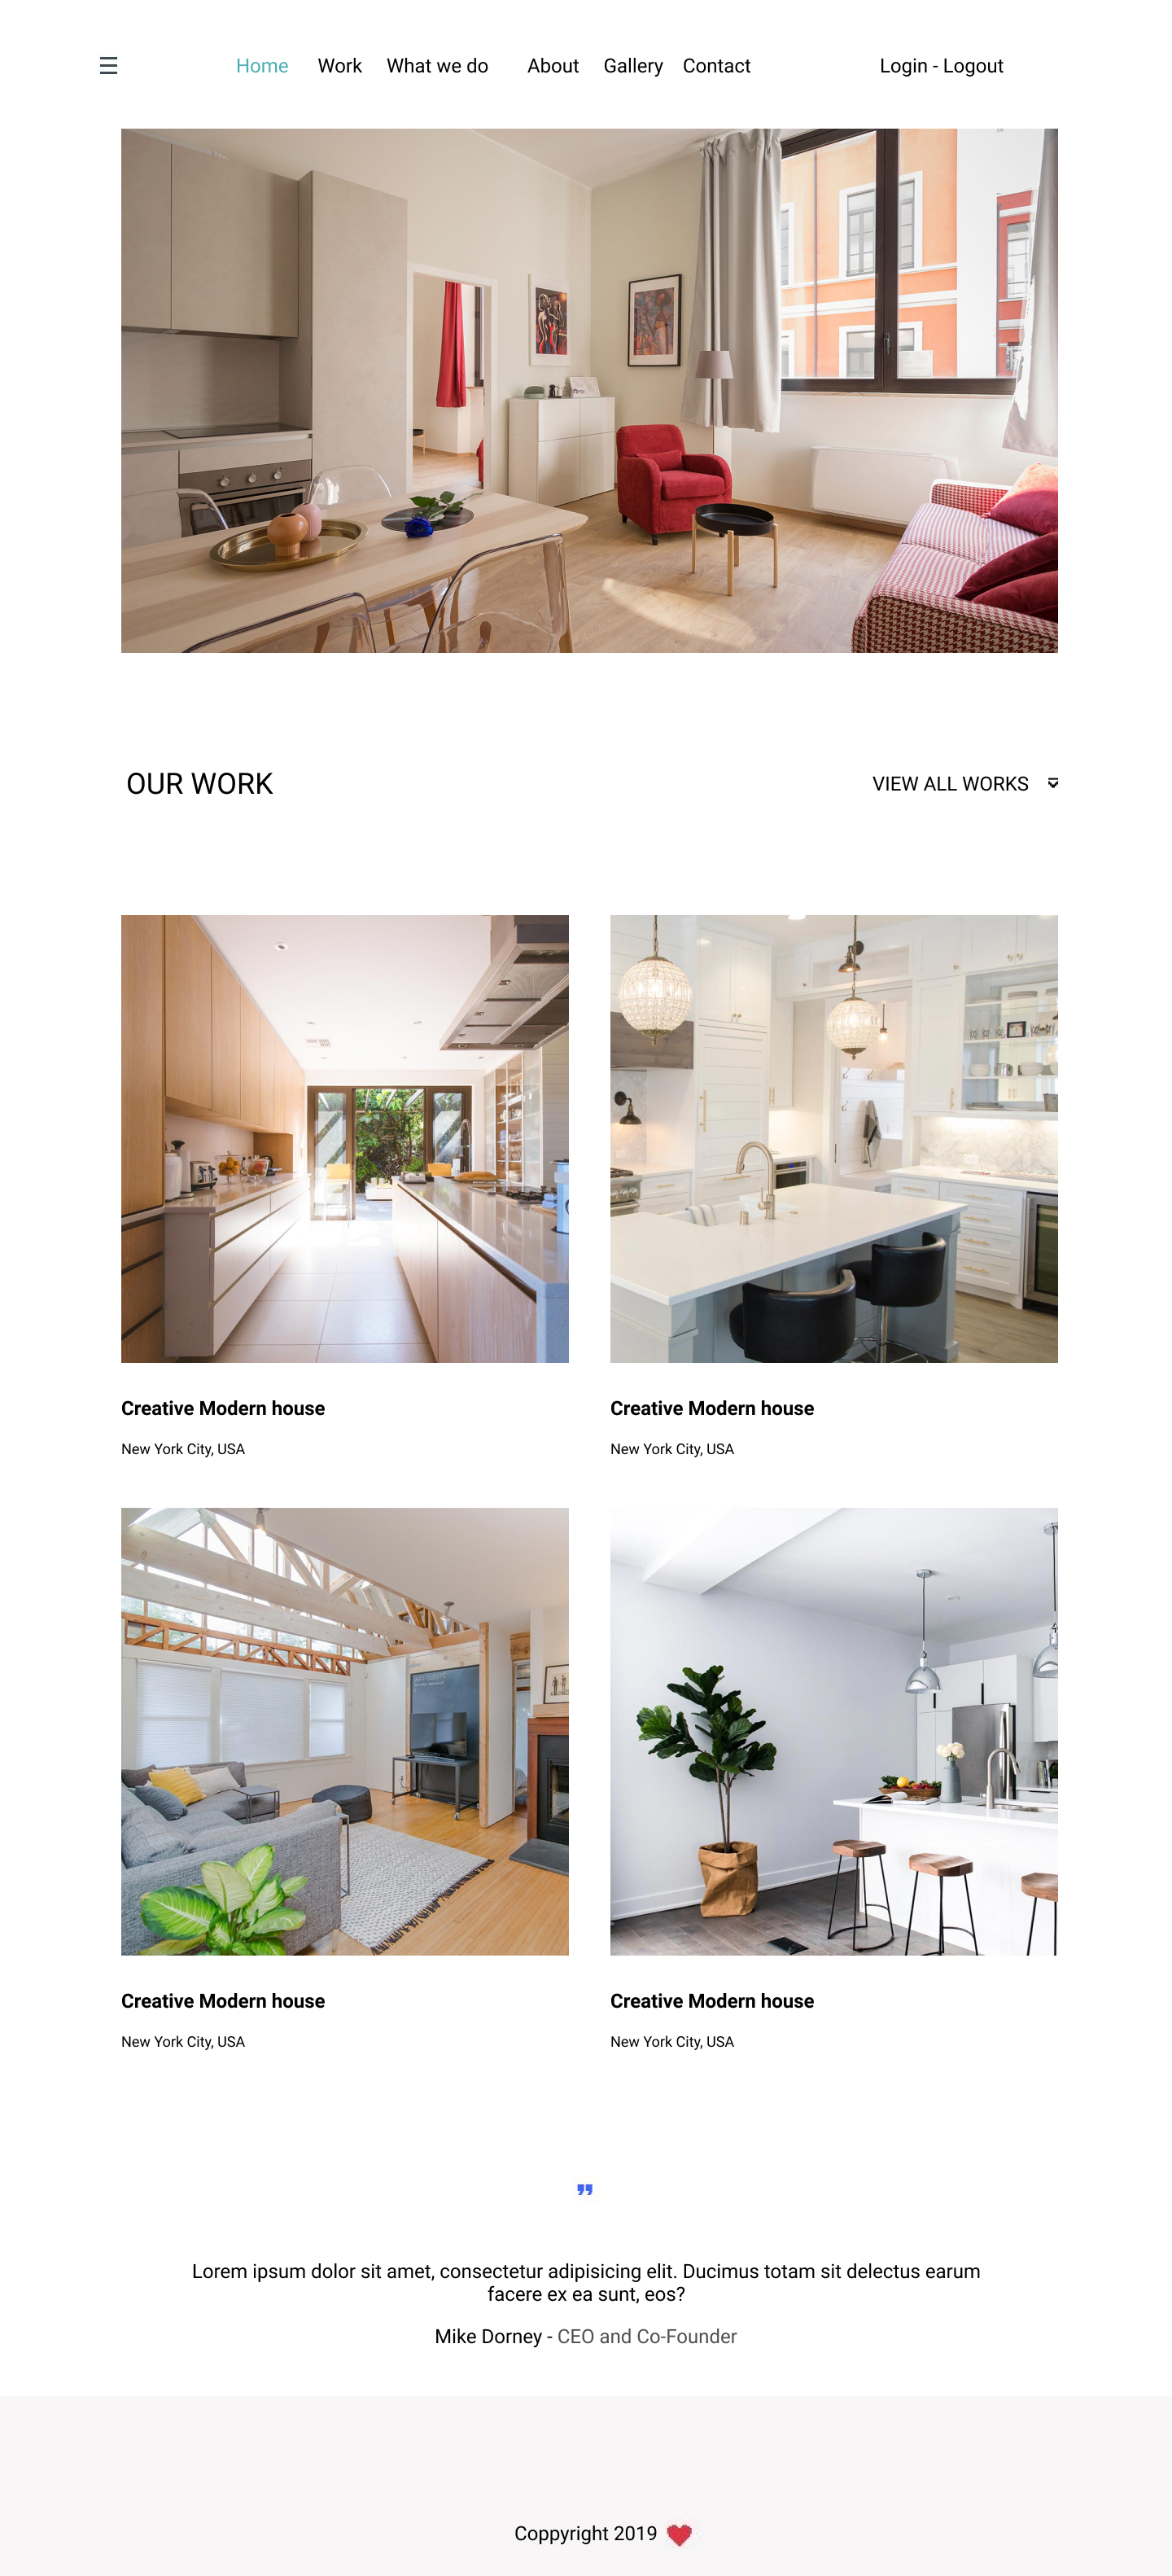 Home Work What we do About Gallery Contact Login - Logout
OUR WORK
VIEW ALL WORKS
Creative Modern house
New York City, USA
Creative Modern house
New York City, USA
Creative Modern house
New York City, USA
Creative Modern house
New York City, USA
"
Lorem ipsum dolor sit amet, consectetur adipisicing elit. Ducimus totam sit delectus earum
facere ex ea sunt, eos?
Mike Dorney - CEO and Co-Founder
Coppyright 2019